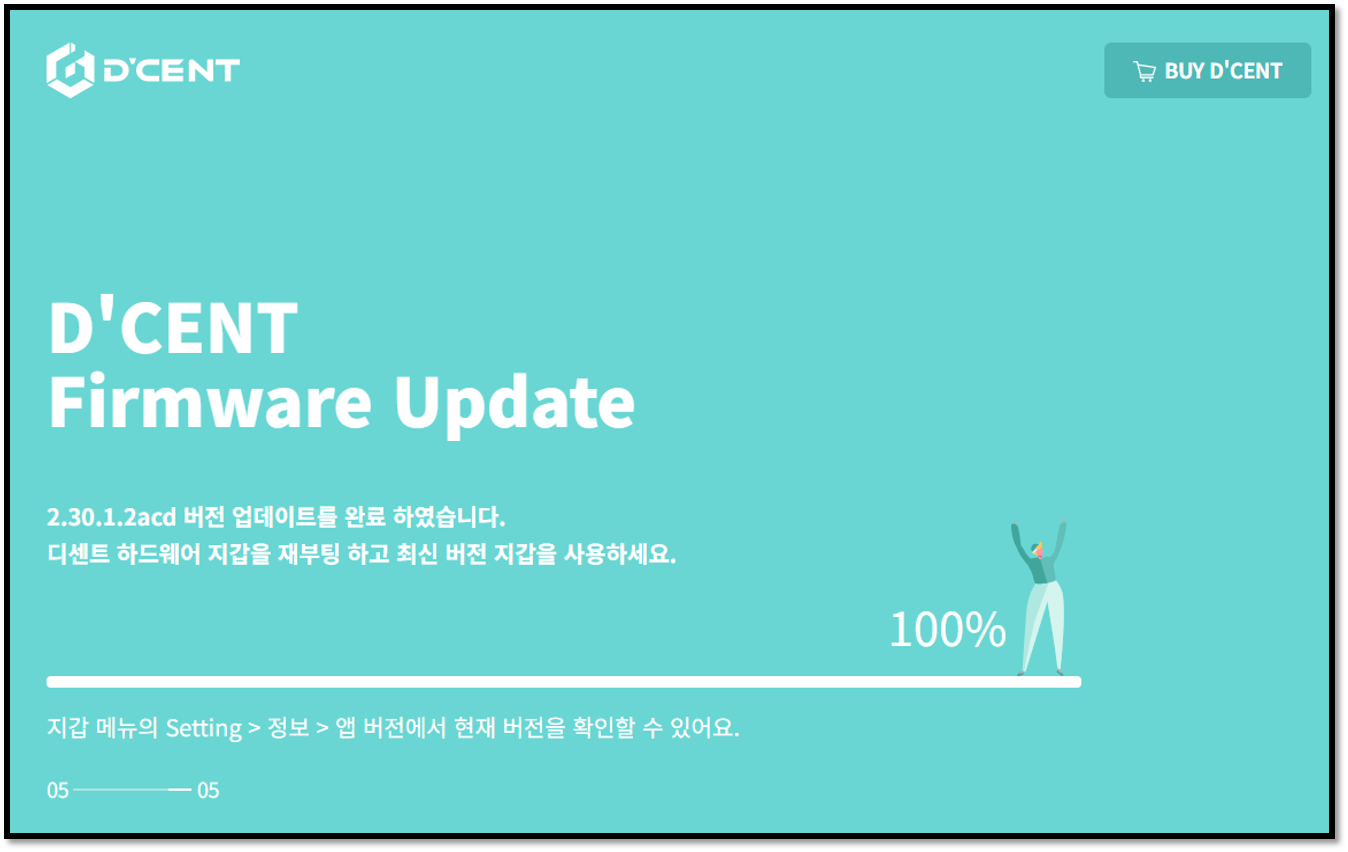 D'CENT
BUY D'CENT
D'CENT
Firmware Update
2.30.1.2acd 버전 업데이트를 완료 하였습니다.
디센트 하드웨어 지갑을 재부팅 하고 최신 버전 지갑을 사용하세요.
100%
지갑 메뉴의 Setting > 정보 > 앱 버전에서 현재 버전을 확인할 수 있어요.
05 05